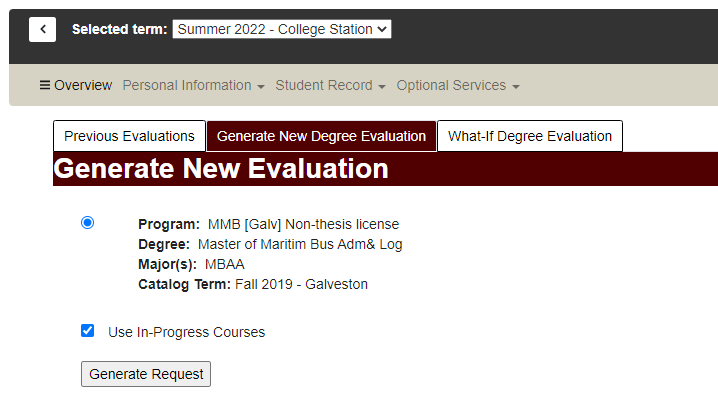 Selected term: Summer 2022 - College Station
Overview Personal Information Student Record Optional Services
Previous Evaluations Generate New Degree Evaluation What-If Degree Evaluation
Generate New Evaluation
Program: MMB [Galv] Non-thesis license
Degree: Master of Maritim Bus Adm& Log
Major(s): MBAA
Catalog Term: Fall 2019 - Galveston
Use In-Progress Courses
Generate Request